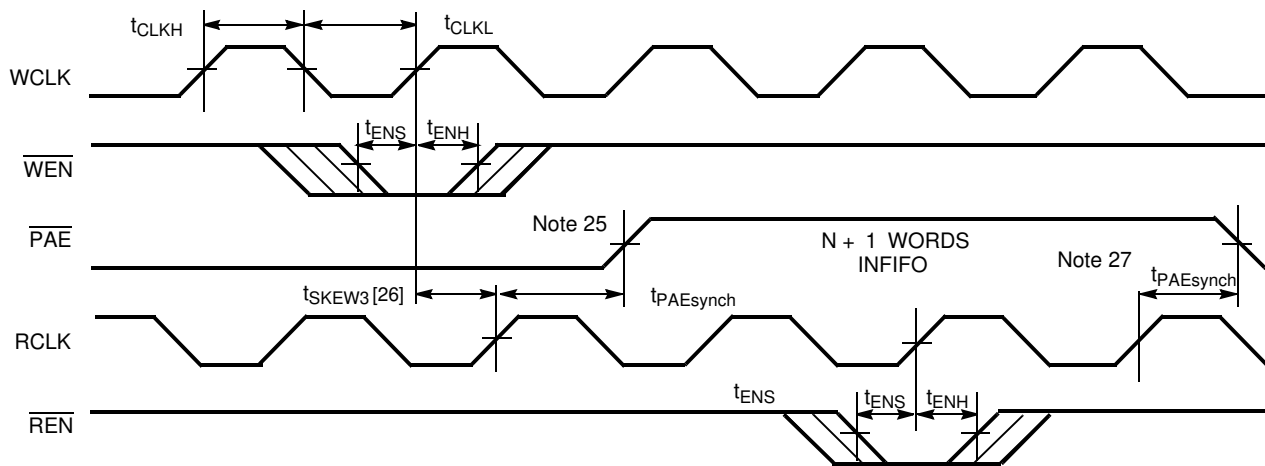 tCLKH
tCLKL
WCLK
tENS
tENH
WEN
Note 25
PAE
N + 1 WORDS
INFIFO
Note 27
tSKEW3 [26]
tPAEsynch
tPAEsynch
RCLK
tENS
tENS
tENH
REN